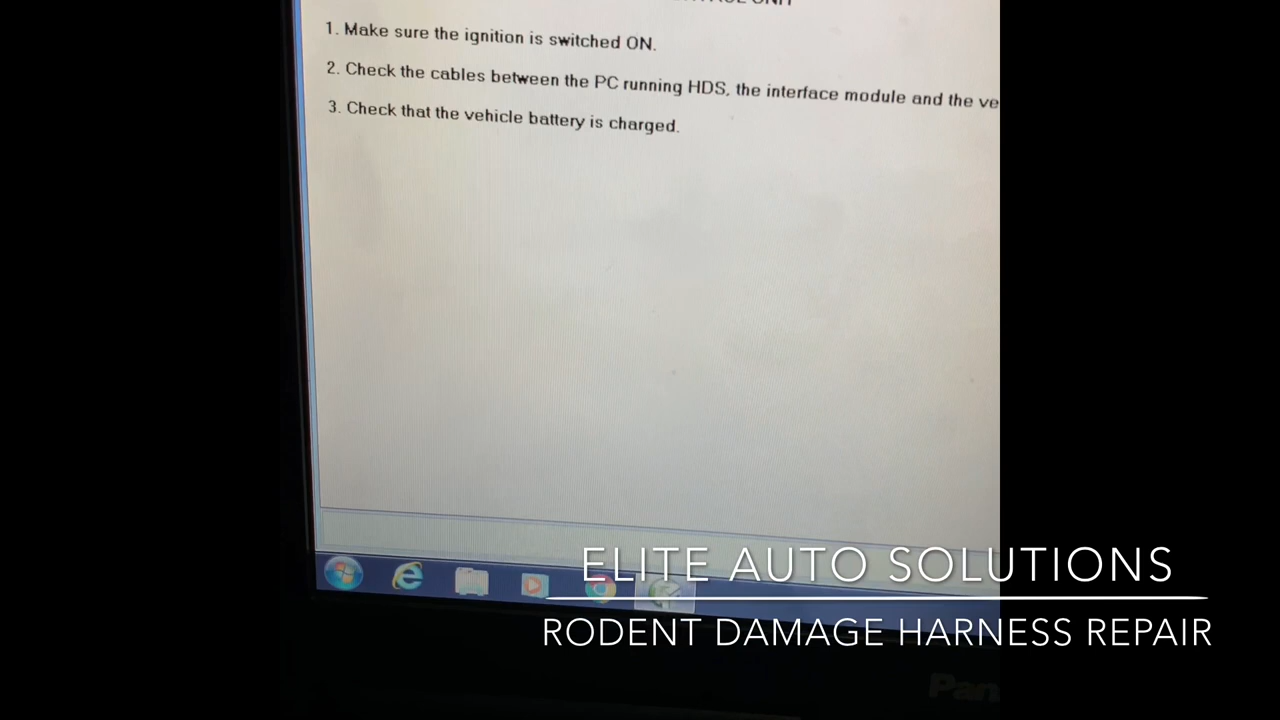 UNIT
1. Make sure the ignition is switched ON.
2. Check the cables between the PC running HDS, the interface module and the ve
3. Check that the vehicle battery is charged.
ELITE AUTO SOLUTIONS
RODENT DAMAGE HARNESS REPAIR
Pan